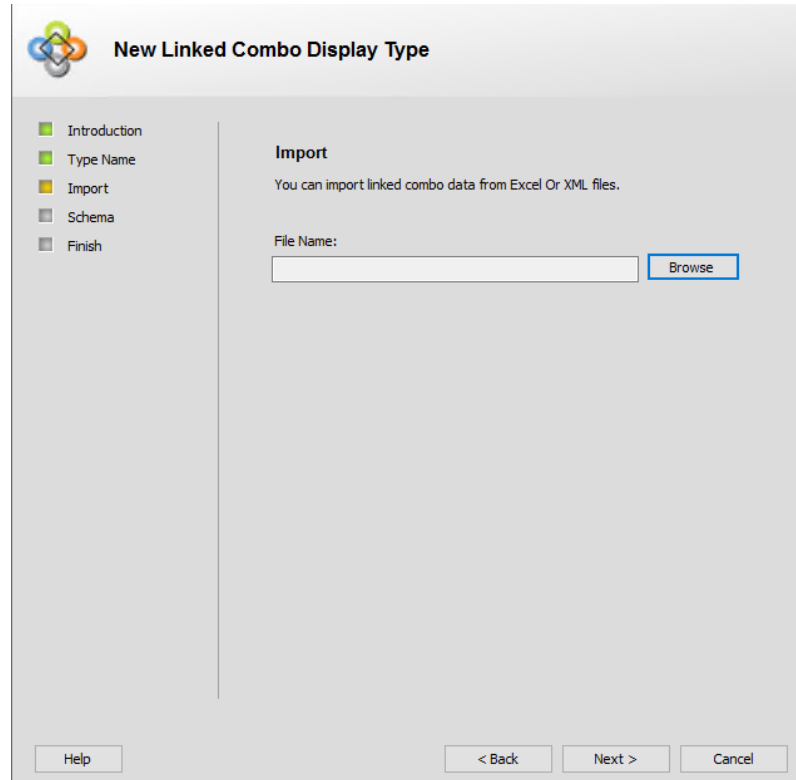 New Linked Combo Display Type
Introduction
Type Name
Import
Schema
Finish
Import
You can import linked combo data from Excel Or XML files.
File Name:
Browse
Help
< Back
Next >
Cancel